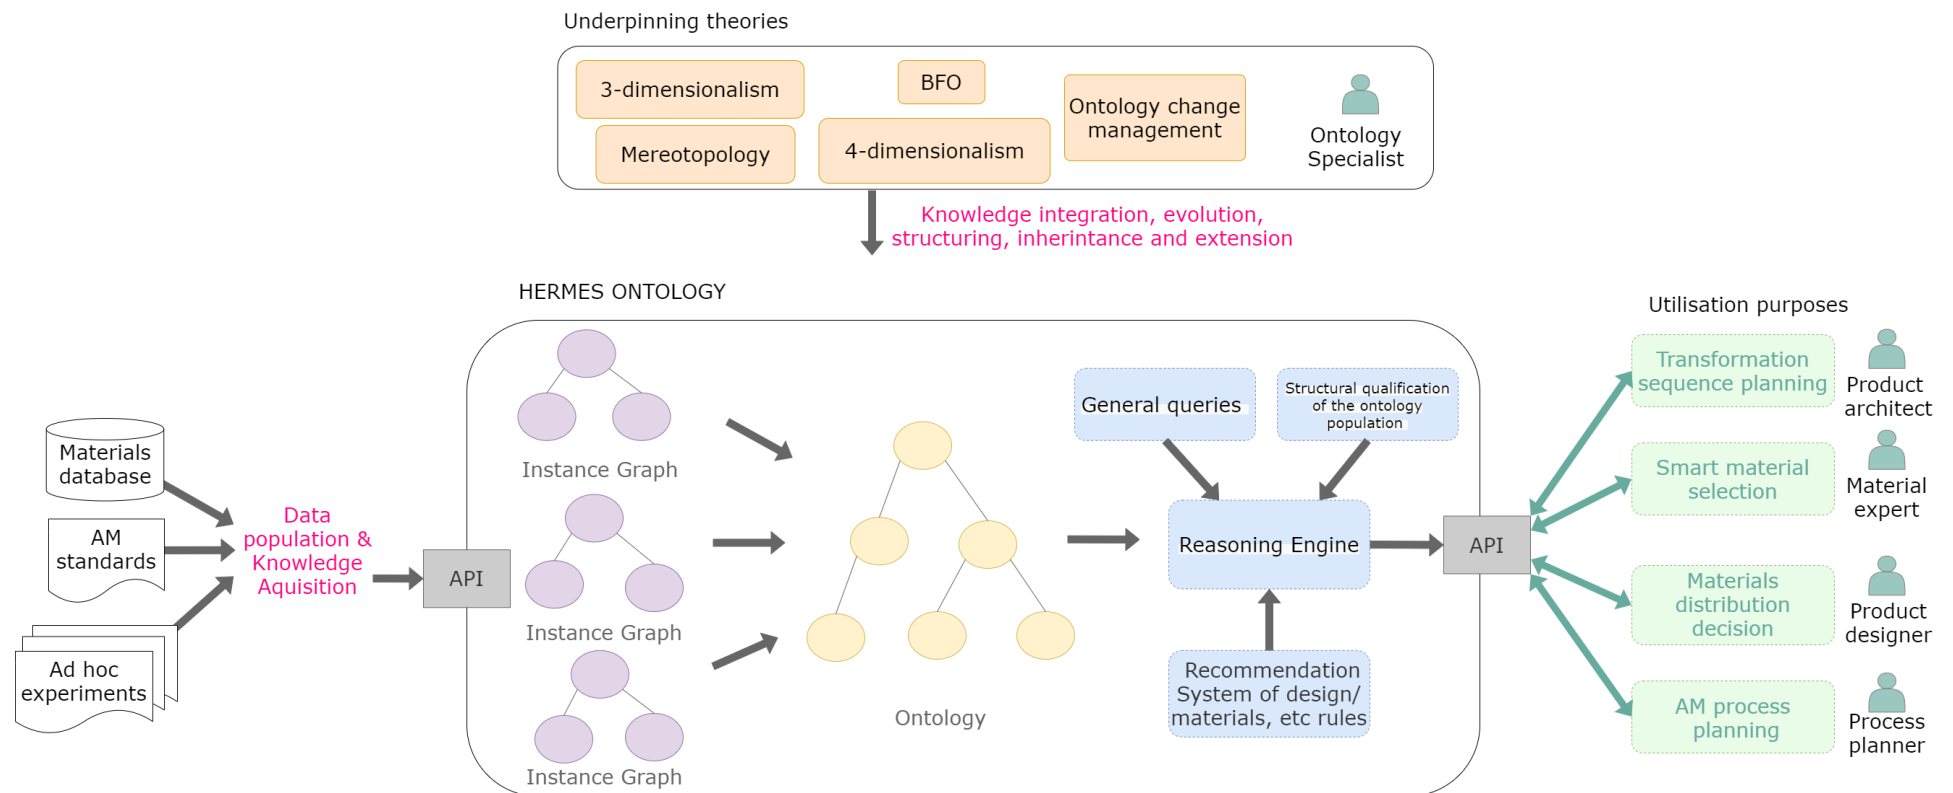 Underpinning theories
3-dimensionalism
BFO
Ontology change
management
Mereotopology
4-dimensionalism
Ontology
Specialist
Knowledge integration, evolution,
structuring, inherintance and extension
HERMES ONTOLOGY
Materials
database
AM
standards
Ad hoc
experiments
Data
population &
Knowledge
Aquisition
API
Instance Graph
Instance Graph
Instance Graph
Ontology
General queries
Structural qualification
of the ontology
population
Reasoning Engine
Recommendation
System of design/
materials, etc rules
API
Utilisation purposes
Transformation
sequence planning
Product
architect
Smart material
selection
Material
expert
Materials
distribution
decision
Product
designer
AM process
planning
Process
planner